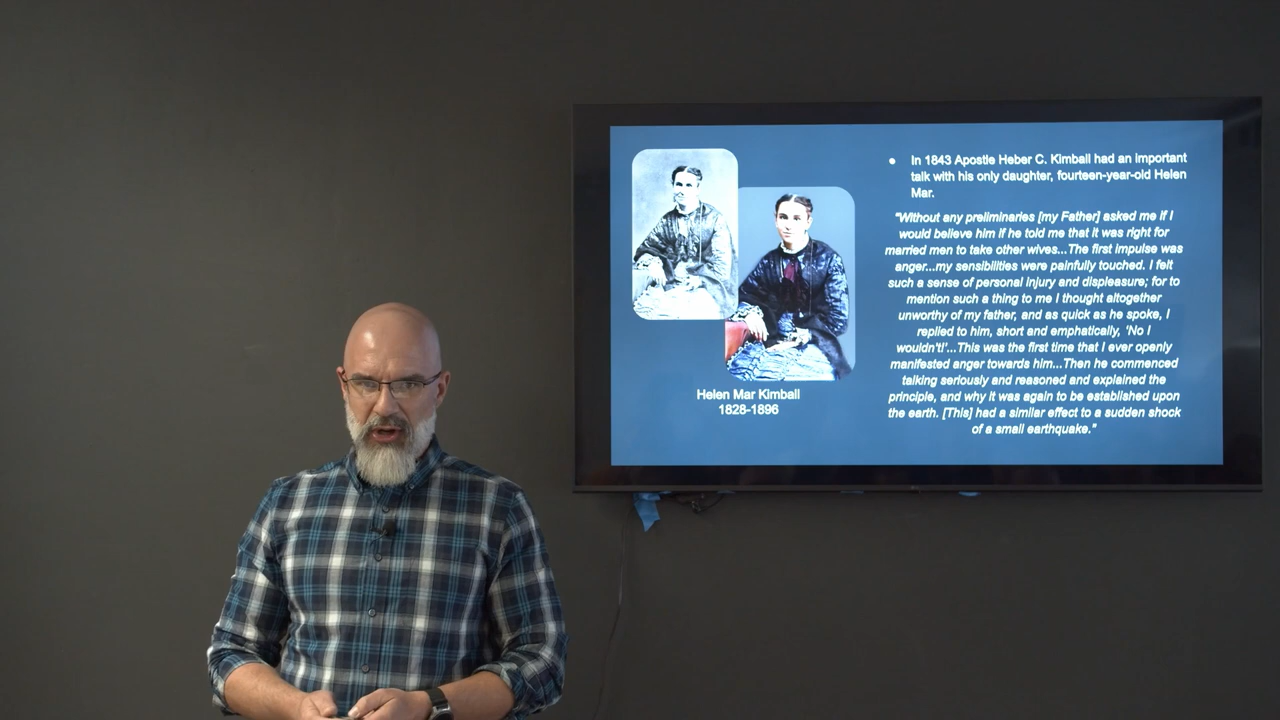 In 1843 Apostle Heber C. Kimball had an important
talk with his only daughter, fourteen-year-old Helen
Mar.
"Without any preliminaries [my Father] asked me if I
would believe him if he told me that it was right for
married men to take other wives...The first impulse was
anger...my sensibilities were painfully touched. I felt
such a sense of personal injury and displeasure; for to
mention such a thing to me I thought altogether
unworthy of my father, and as quick as he spoke, I
replied to him, short and emphatically, 'No I
wouldn't!'...This was the first time that I ever openly
manifested anger towards him...Then he commenced
talking seriously and reasoned and explained the
principle, and why it was again to be established upon
the earth. [This] had a similar effect to a sudden shock
of a small earthquake."
Helen Mar Kimball
1828-1896